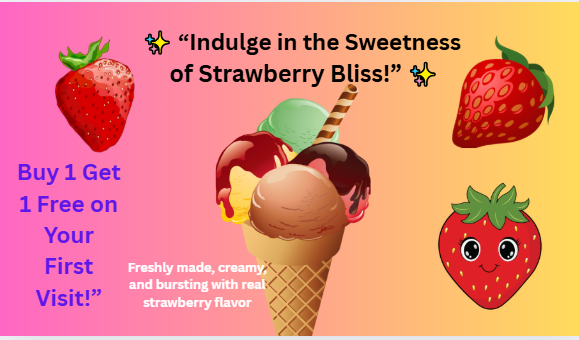 ✨ “Indulge in the Sweetness
of Strawberry Bliss!” ✨
Buy 1 Get
1 Free on
Your
First
Visit!”
Freshly made, creamy,
and bursting with real
strawberry flavor